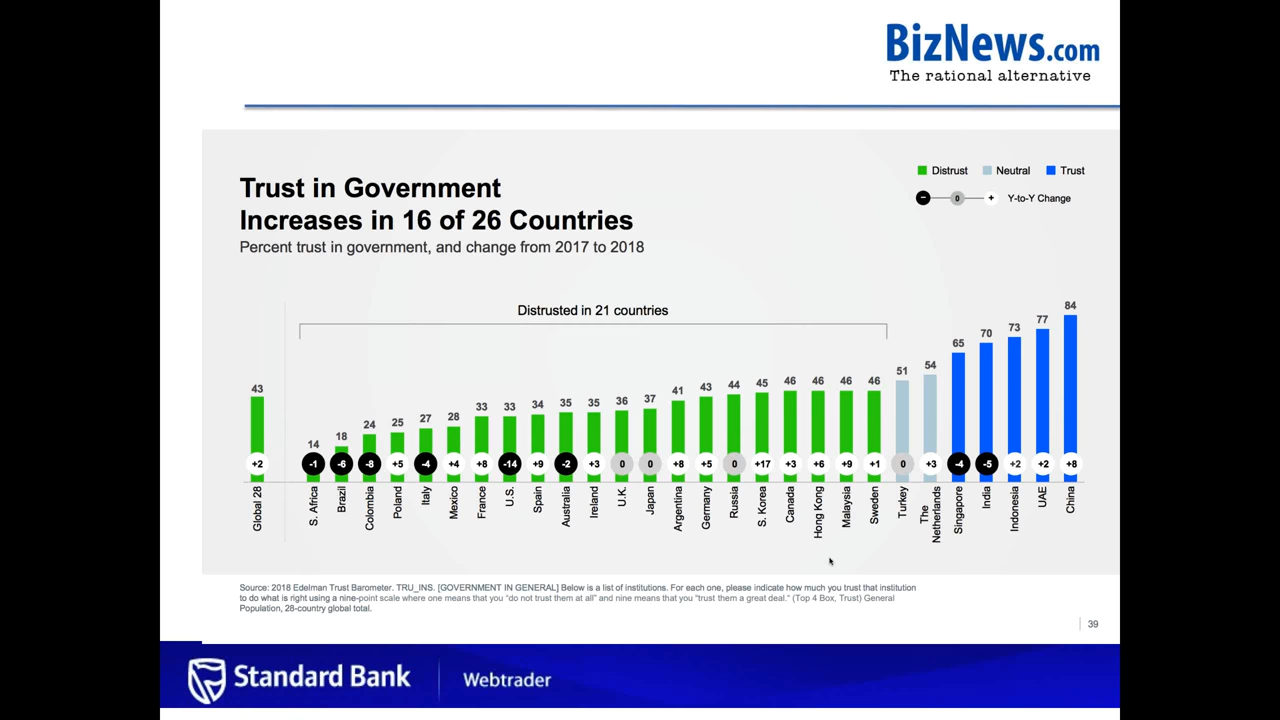 BizNews.com
The rational alternative
Distrust Neutral Trust
− 0 + Y-to-Y Change
Trust in Government
Increases in 16 of 26 Countries
Percent trust in government, and change from 2017 to 2018
Distrusted in 21 countries
43 14 18 24 25 27 28 33 33 34 35 35 36 37 41 43 44 45 46 46 46 46 51 54 65 70 73 77 84
+2 -1 -6 -8 +5 -4 +4 +8 -14 +9 -2 +3 0 0 +8 +5 0 +17 +3 +6 +9 +1 0 +3 -4 -5 +2 +2 +8
Global 28
S. Africa
Brazil
Colombia
Poland
Italy
Mexico
France
U.S.
Spain
Australia
Ireland
U.K.
Japan
Argentina
Germany
Russia
S. Korea
Canada
Hong Kong
Malaysia
Sweden
Turkey
The
Netherlands
Singapore
India
Indonesia
UAE
China
Source: 2018 Edelman Trust Barometer. TRU_INS. [GOVERNMENT IN GENERAL] Below is a list of institutions. For each one, please indicate how much you trust that institution
to do what is right using a nine-point scale where one means that you “do not trust them at all” and nine means that you “trust them a great deal.” (Top 4 Box, Trust) General
Population, 28-country global total.
39
Standard Bank Webtrader